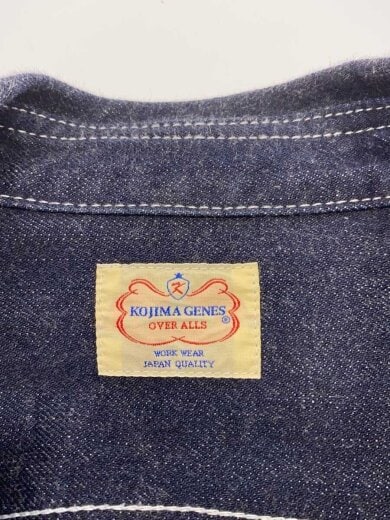 K
KOJIMA GENES®
OVER ALLS
WORK WEAR
JAPAN QUALITY